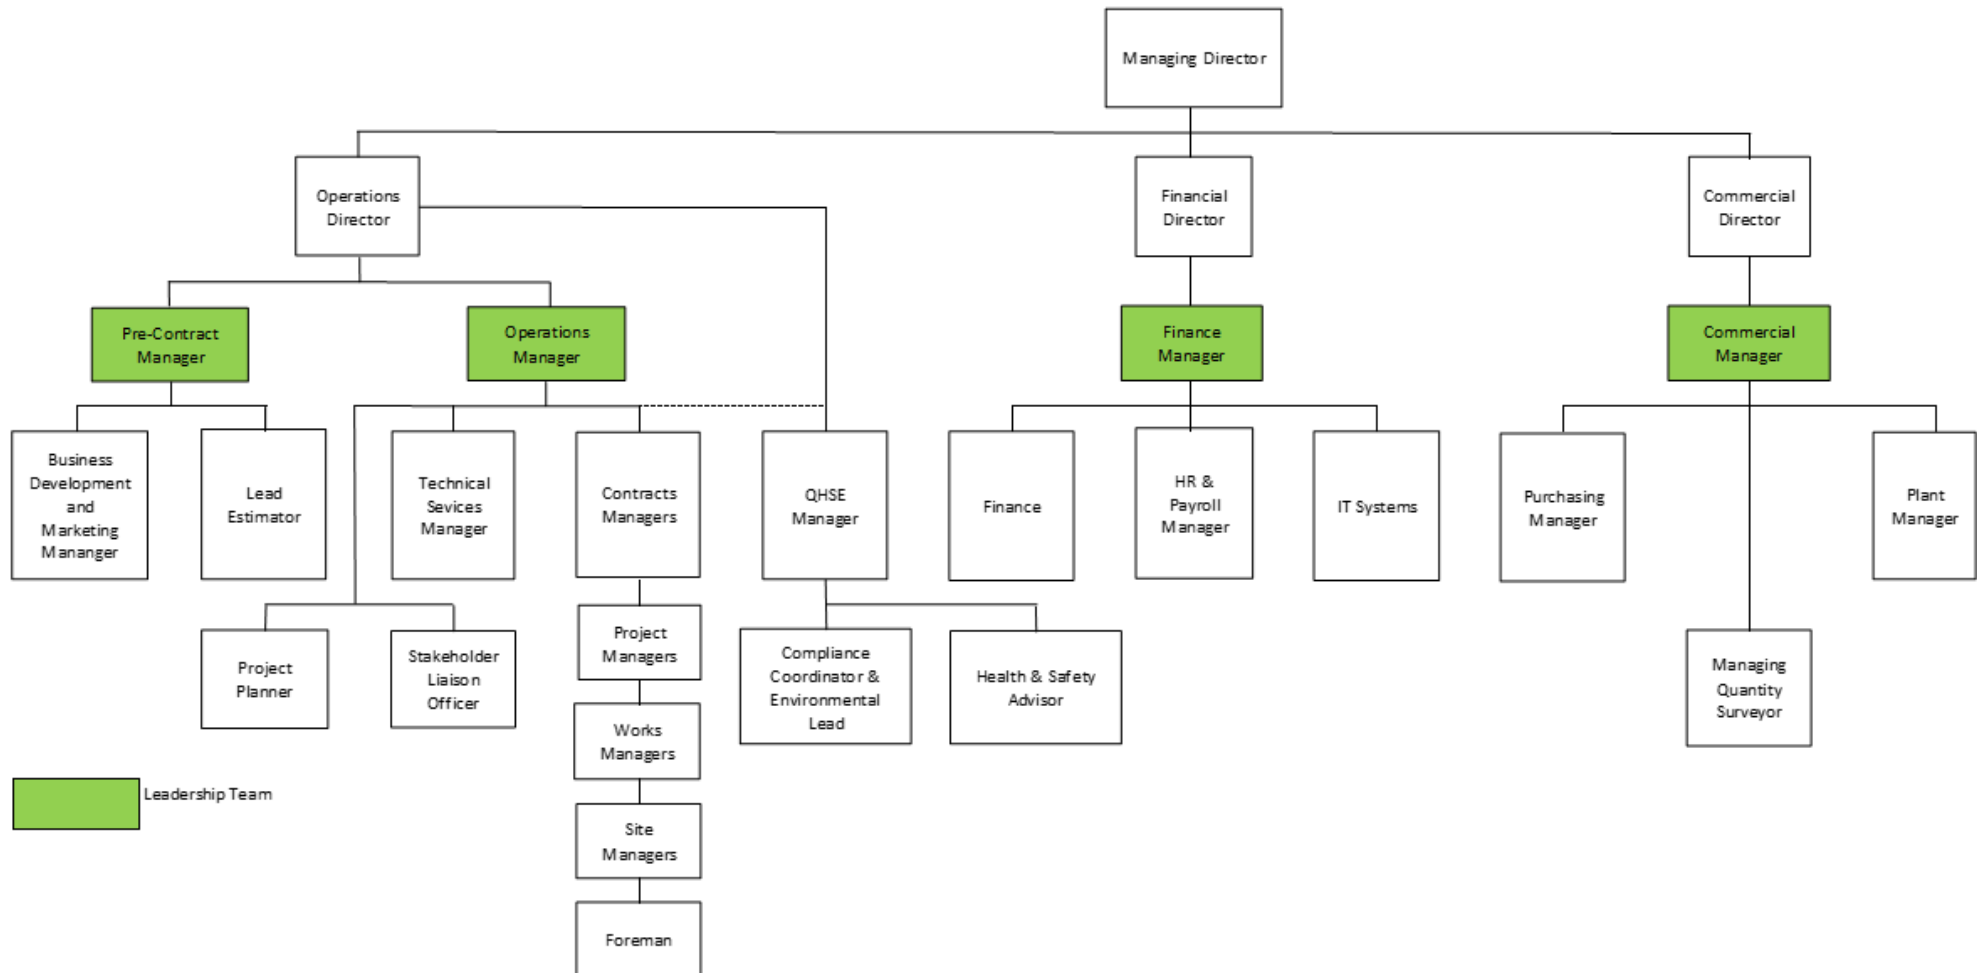 Managing Director
Operations
Director
Financial
Director
Commercial
Director
Pre-Contract
Manager
Operations
Manager
Finance
Manager
Commercial
Manager
Business
Development
and
Marketing
Mananger
Lead
Estimator
Technical
Sevices
Manager
Contracts
Managers
QHSE
Manager
Finance
HR &
Payroll
Manager
IT Systems
Purchasing
Manager
Plant
Manager
Project
Planner
Stakeholder
Liaison
Officer
Project
Managers
Compliance
Coordinator &
Environmental
Lead
Health & Safety
Advisor
Managing
Quantity
Surveyor
Works
Managers
Leadership Team
Site
Managers
Foreman